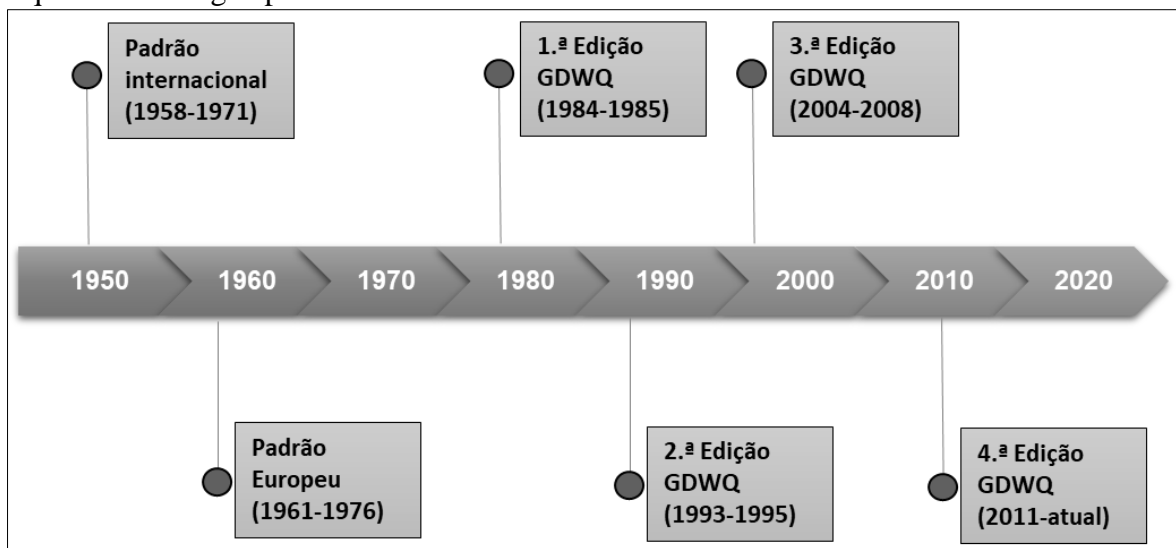 Padrão
internacional
(1958-1971)
1.ª Edição
GDWQ
(1984-1985)
3.ª Edição
GDWQ
(2004-2008)
1950
1960
1970
1980
1990
2000
2010
2020
Padrão
Europeu
(1961-1976)
2.ª Edição
GDWQ
(1993-1995)
4.ª Edição
GDWQ
(2011-atual)